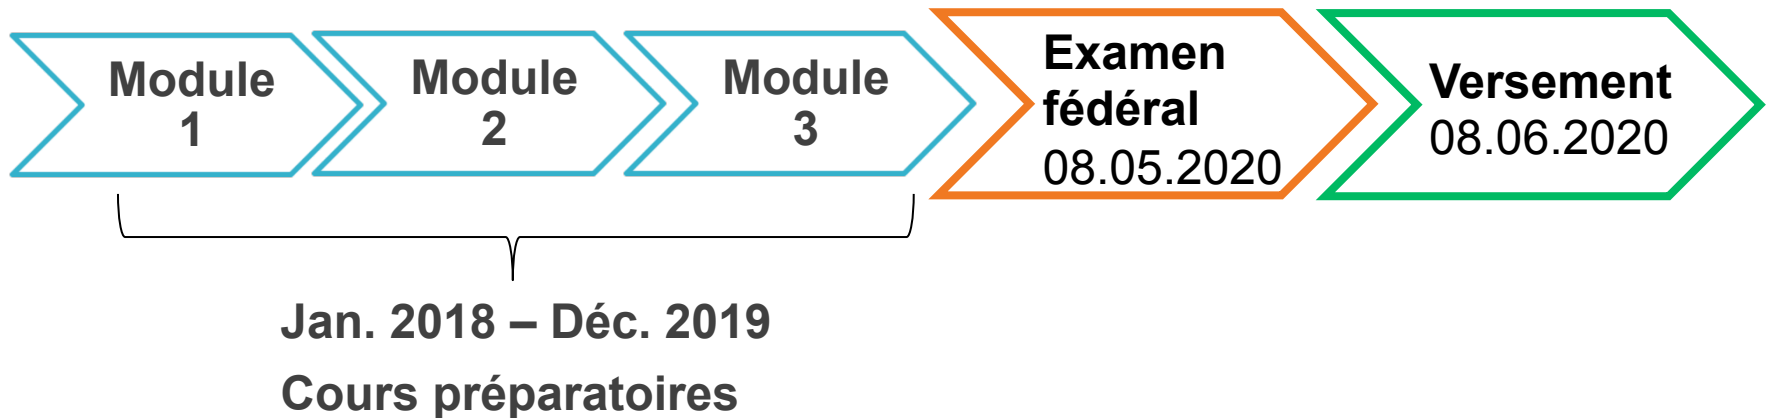 Module
1
Module
2
Module
3
Examen
fédéral
08.05.2020
Versement
08.06.2020
Jan. 2018 – Déc. 2019
Cours préparatoires